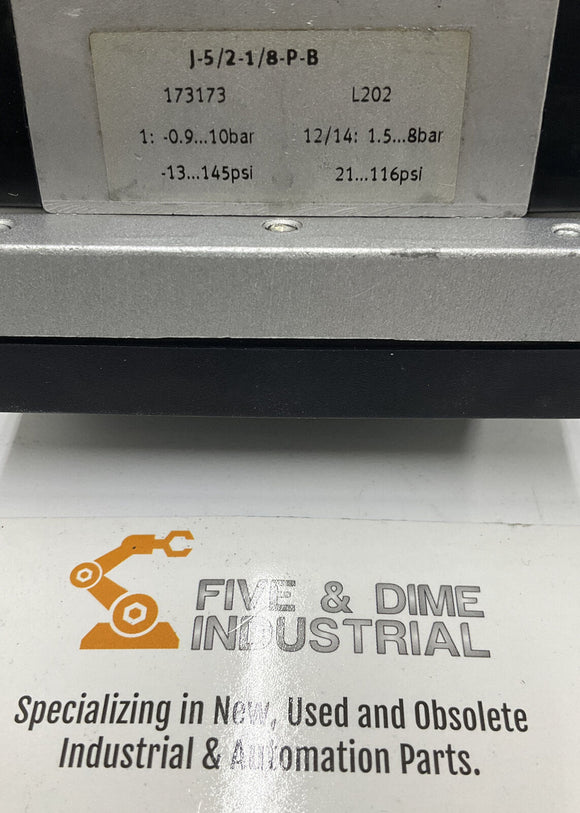 J-5/2-1/8-P-B
173173 L202
1: -0.9...10bar 12/14: 1.5...8bar
-13...145psi 21...116psi
FIVE & DIME
INDUSTRIAL
Specializing in New, Used and Obsolete
Industrial & Automation Parts.